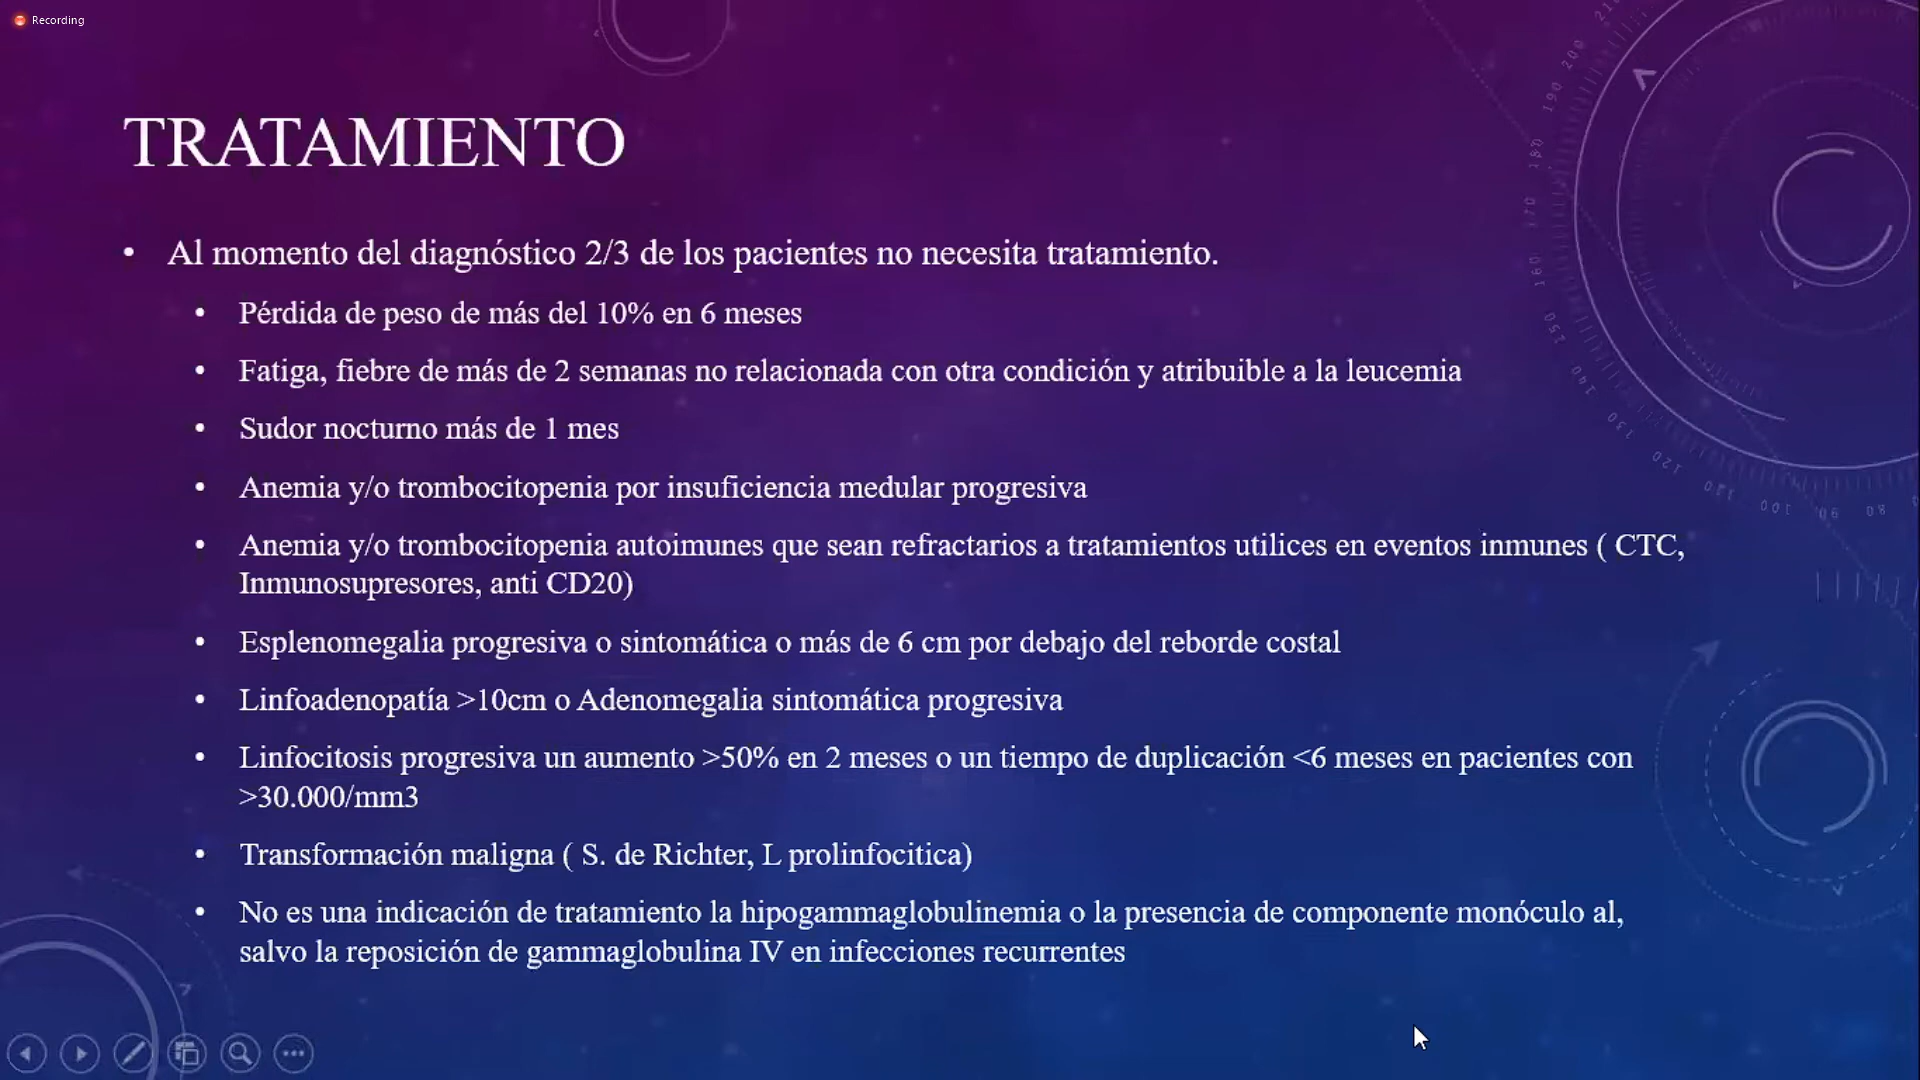 Recording
TRATAMIENTO
• Al momento del diagnóstico 2/3 de los pacientes no necesita tratamiento.
• Pérdida de peso de más del 10% en 6 meses
• Fatiga, fiebre de más de 2 semanas no relacionada con otra condición y atribuible a la leucemia
• Sudor nocturno más de 1 mes
• Anemia y/o trombocitopenia por insuficiencia medular progresiva
• Anemia y/o trombocitopenia autoimunes que sean refractarios a tratamientos utilices en eventos inmunes ( CTC,
Inmunosupresores, anti CD20)
• Esplenomegalia progresiva o sintomática o más de 6 cm por debajo del reborde costal
• Linfoadenopatía >10cm o Adenomegalia sintomática progresiva
• Linfocitosis progresiva un aumento >50% en 2 meses o un tiempo de duplicación <6 meses en pacientes con
>30.000/mm3
• Transformación maligna ( S. de Richter, L prolinfocitica)
• No es una indicación de tratamiento la hipogammaglobulinemia o la presencia de componente monóculo al,
salvo la reposición de gammaglobulina IV en infecciones recurrentes